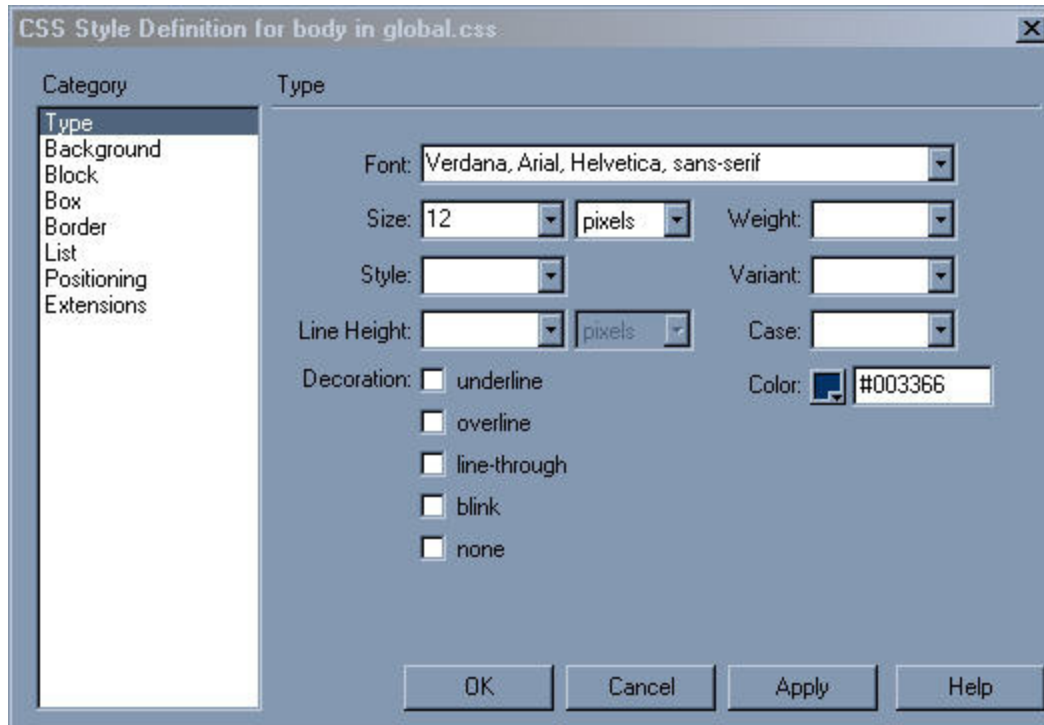 CSS Style Definition for body in global.css
Category
Type
Type
Background
Block
Box
Border
List
Positioning
Extensions
Font: Verdana, Arial, Helvetica, sans-serif
Size: 12 pixels Weight:
Style: Variant:
Line Height: pixels Case:
Decoration: underline Color: #003366
overline
line-through
blink
none
OK Cancel Apply Help